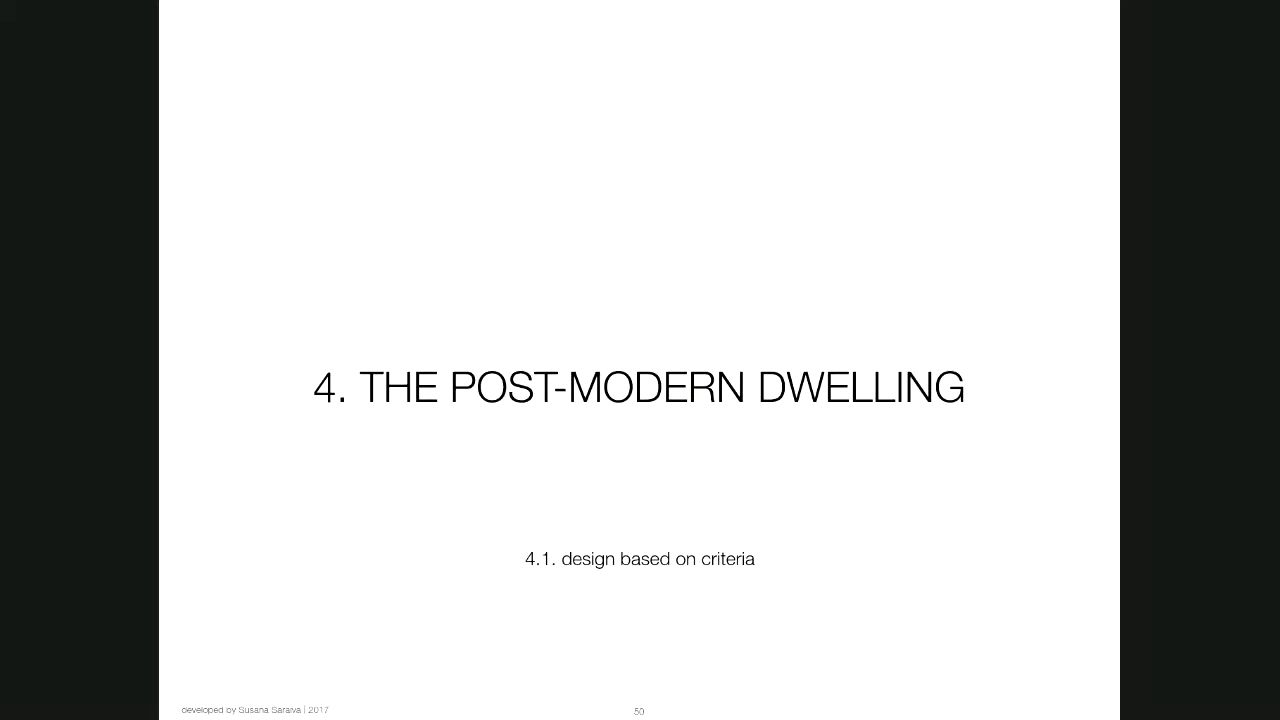 4. THE POST-MODERN DWELLING
4.1. design based on criteria
developed by Susana Saraiva | 2017
50